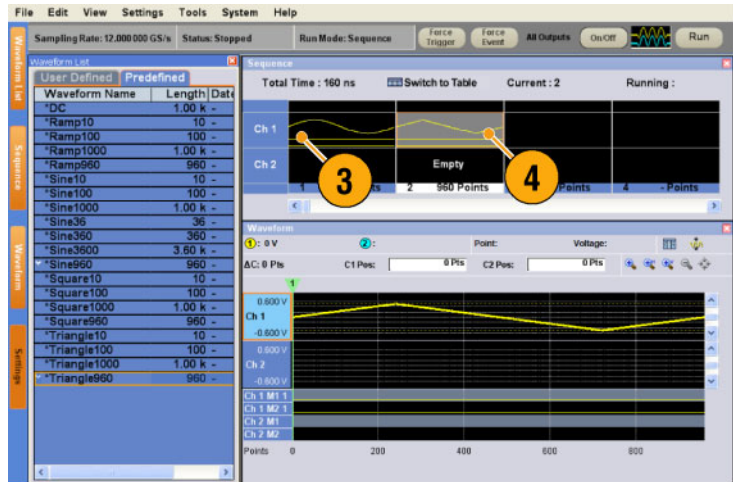 File Edit View Settings Tools System Help
Sampling Rate: 12.000 000 GS/s Status: Stopped Run Mode: Sequence Force Trigger Force Event All Outputs On/Off Run
Waveform List
Sequence
Waveform
Settings
Waveform List
User Defined Predefined
Waveform Name Length Date
*DC 1.00 k -
*Ramp10 10 -
*Ramp100 100 -
*Ramp1000 1.00 k -
*Ramp960 960 -
*Sine10 10 -
*Sine100 100 -
*Sine1000 1.00 k -
*Sine36 36 -
*Sine360 360 -
*Sine3600 3.60 k -
*Sine960 960 -
*Square10 10 -
*Square100 100 -
*Square1000 1.00 k -
*Square960 960 -
*Triangle10 10 -
*Triangle100 100 -
*Triangle1000 1.00 k -
*Triangle960 960 -
Sequence
Total Time : 160 ns Switch to Table Current : 2 Running :
Ch 1
3 4
Ch 2 Empty
1 ts 2 960 Points Points 4 - Points
Waveform
1 : 0 V 2 : Point: Voltage:
ΔC: 0 Pts C1 Pos: 0 Pts C2 Pos: 0 Pts
1
0.600 V
Ch 1
-0.600 V
0.600 V
Ch 2
-0.600 V
Ch 1 M1 1
Ch 1 M2 1
Ch 2 M1
Ch 2 M2
Points 0 200 400 600 800